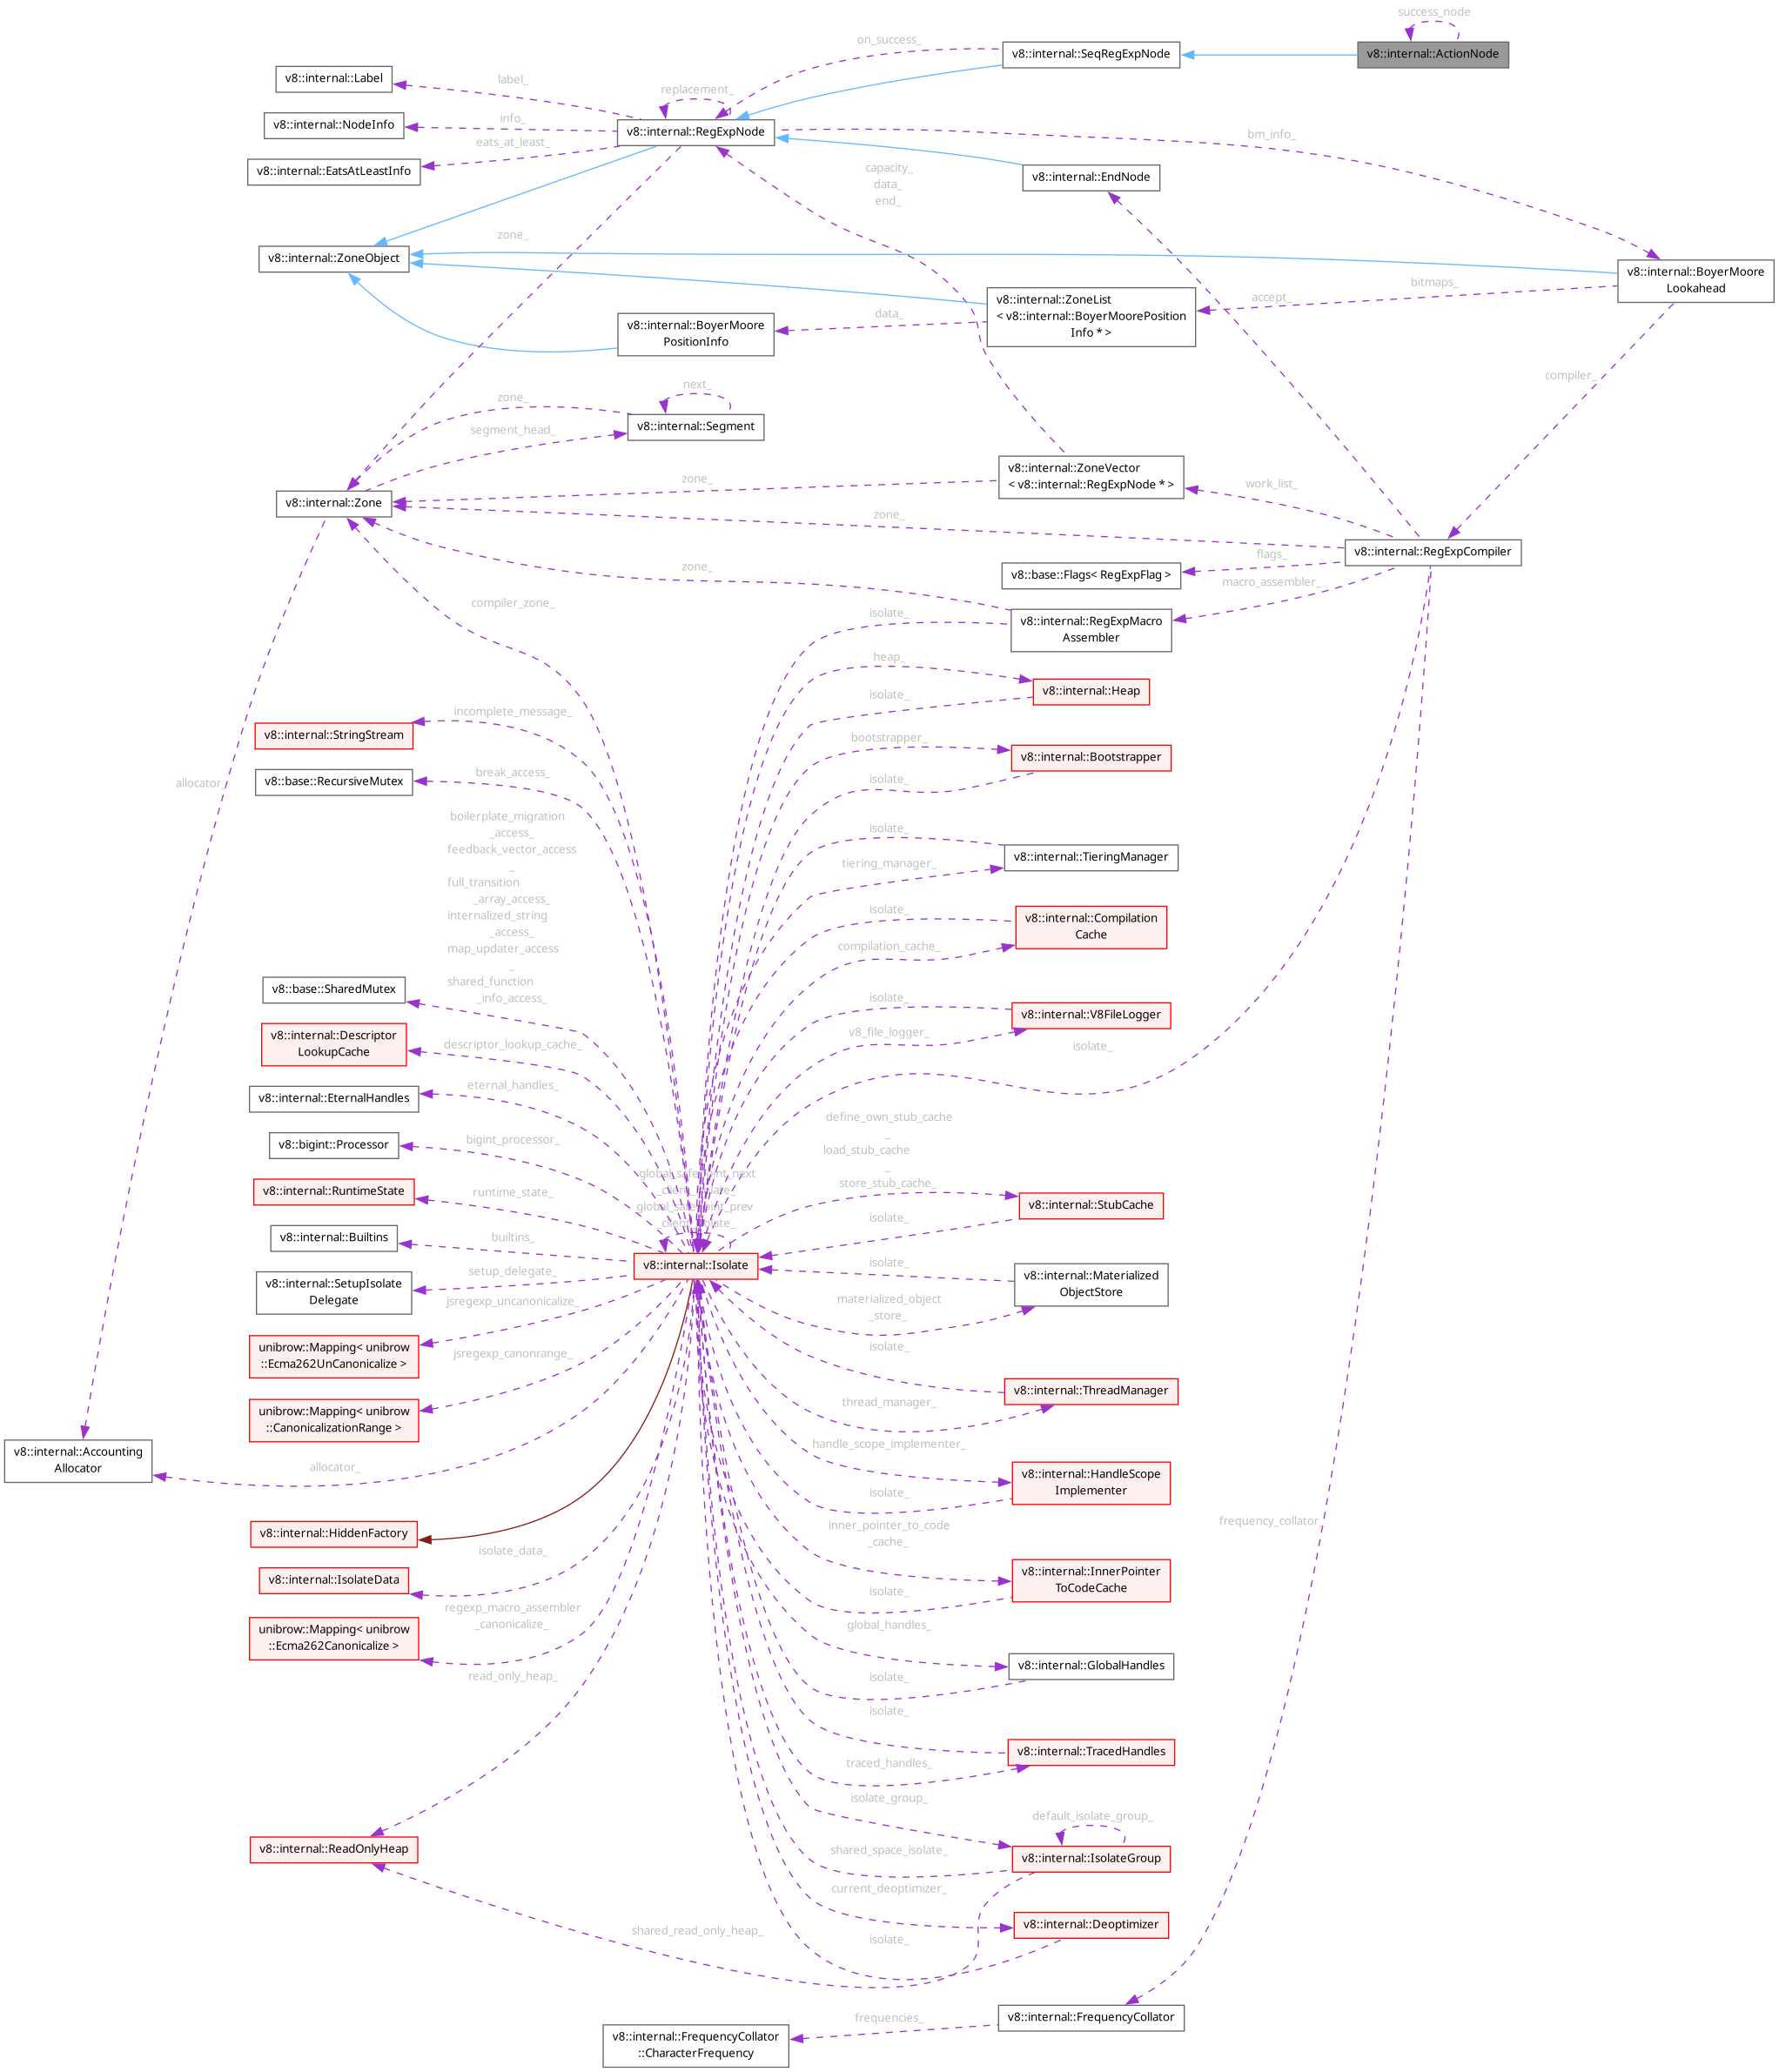 success_node
v8::internal::ActionNode
on_success_
v8::internal::SeqRegExpNode
v8::internal::Label
label_
replacement_
v8::internal::NodeInfo
info_
v8::internal::RegExpNode
bm_info_
eats_at_least_
v8::internal::EatsAtLeastInfo
capacity_
data_
end_
v8::internal::EndNode
zone_
v8::internal::ZoneObject
v8::internal::BoyerMoore
Lookahead
bitmaps_
accept_
v8::internal::ZoneList
< v8::internal::BoyerMoorePosition
Info * >
data_
v8::internal::BoyerMoore
PositionInfo
compiler_
next_
zone_
v8::internal::Segment
segment_head_
v8::internal::ZoneVector
< v8::internal::RegExpNode * >
zone_
work_list_
v8::internal::Zone
zone_
v8::internal::RegExpCompiler
flags_
zone_
v8::base::Flags< RegExpFlag >
macro_assembler_
compiler_zone_
isolate_
v8::internal::RegExpMacro
Assembler
heap_
v8::internal::Heap
isolate_
incomplete_message_
v8::internal::StringStream
bootstrapper_
v8::internal::Bootstrapper
isolate_
break_access_
v8::base::RecursiveMutex
allocator_
boilerplate_migration
_access_
feedback_vector_access
_
full_transition
_array_access_
internalized_string
_access_
map_updater_access
_
shared_function
_info_access_
isolate_
v8::internal::TieringManager
tiering_manager_
isolate_
v8::internal::Compilation
Cache
compilation_cache_
v8::base::SharedMutex
isolate_
v8::internal::V8FileLogger
v8_file_logger_
isolate_
v8::internal::Descriptor
LookupCache
descriptor_lookup_cache_
v8::internal::EternalHandles
eternal_handles_
define_own_stub_cache
_
load_stub_cache
_
store_stub_cache_
v8::bigint::Processor
bigint_processor_
global_safepoint_next
_client_isolate_
global_safepoint_prev
_client_isolate_
v8::internal::RuntimeState
runtime_state_
v8::internal::StubCache
isolate_
v8::internal::Builtins
builtins_
v8::internal::Isolate
isolate_
v8::internal::Materialized
ObjectStore
v8::internal::SetupIsolate
Delegate
setup_delegate_
jsregexp_uncanonicalize_
materialized_object
_store_
unibrow::Mapping< unibrow
::Ecma262UnCanonicalize >
jsregexp_canonrange_
isolate_
v8::internal::ThreadManager
thread_manager_
unibrow::Mapping< unibrow
::CanonicalizationRange >
v8::internal::Accounting
Allocator
allocator_
handle_scope_implementer_
v8::internal::HandleScope
Implementer
isolate_
frequency_collator_
v8::internal::HiddenFactory
inner_pointer_to_code
_cache_
isolate_data_
v8::internal::IsolateData
v8::internal::InnerPointer
ToCodeCache
isolate_
regexp_macro_assembler
_canonicalize_
unibrow::Mapping< unibrow
::Ecma262Canonicalize >
global_handles_
v8::internal::GlobalHandles
isolate_
read_only_heap_
isolate_
v8::internal::TracedHandles
traced_handles_
isolate_group_
default_isolate_group_
v8::internal::ReadOnlyHeap
shared_space_isolate_
v8::internal::IsolateGroup
current_deoptimizer_
v8::internal::Deoptimizer
shared_read_only_heap_
isolate_
v8::internal::FrequencyCollator
frequencies_
v8::internal::FrequencyCollator
::CharacterFrequency